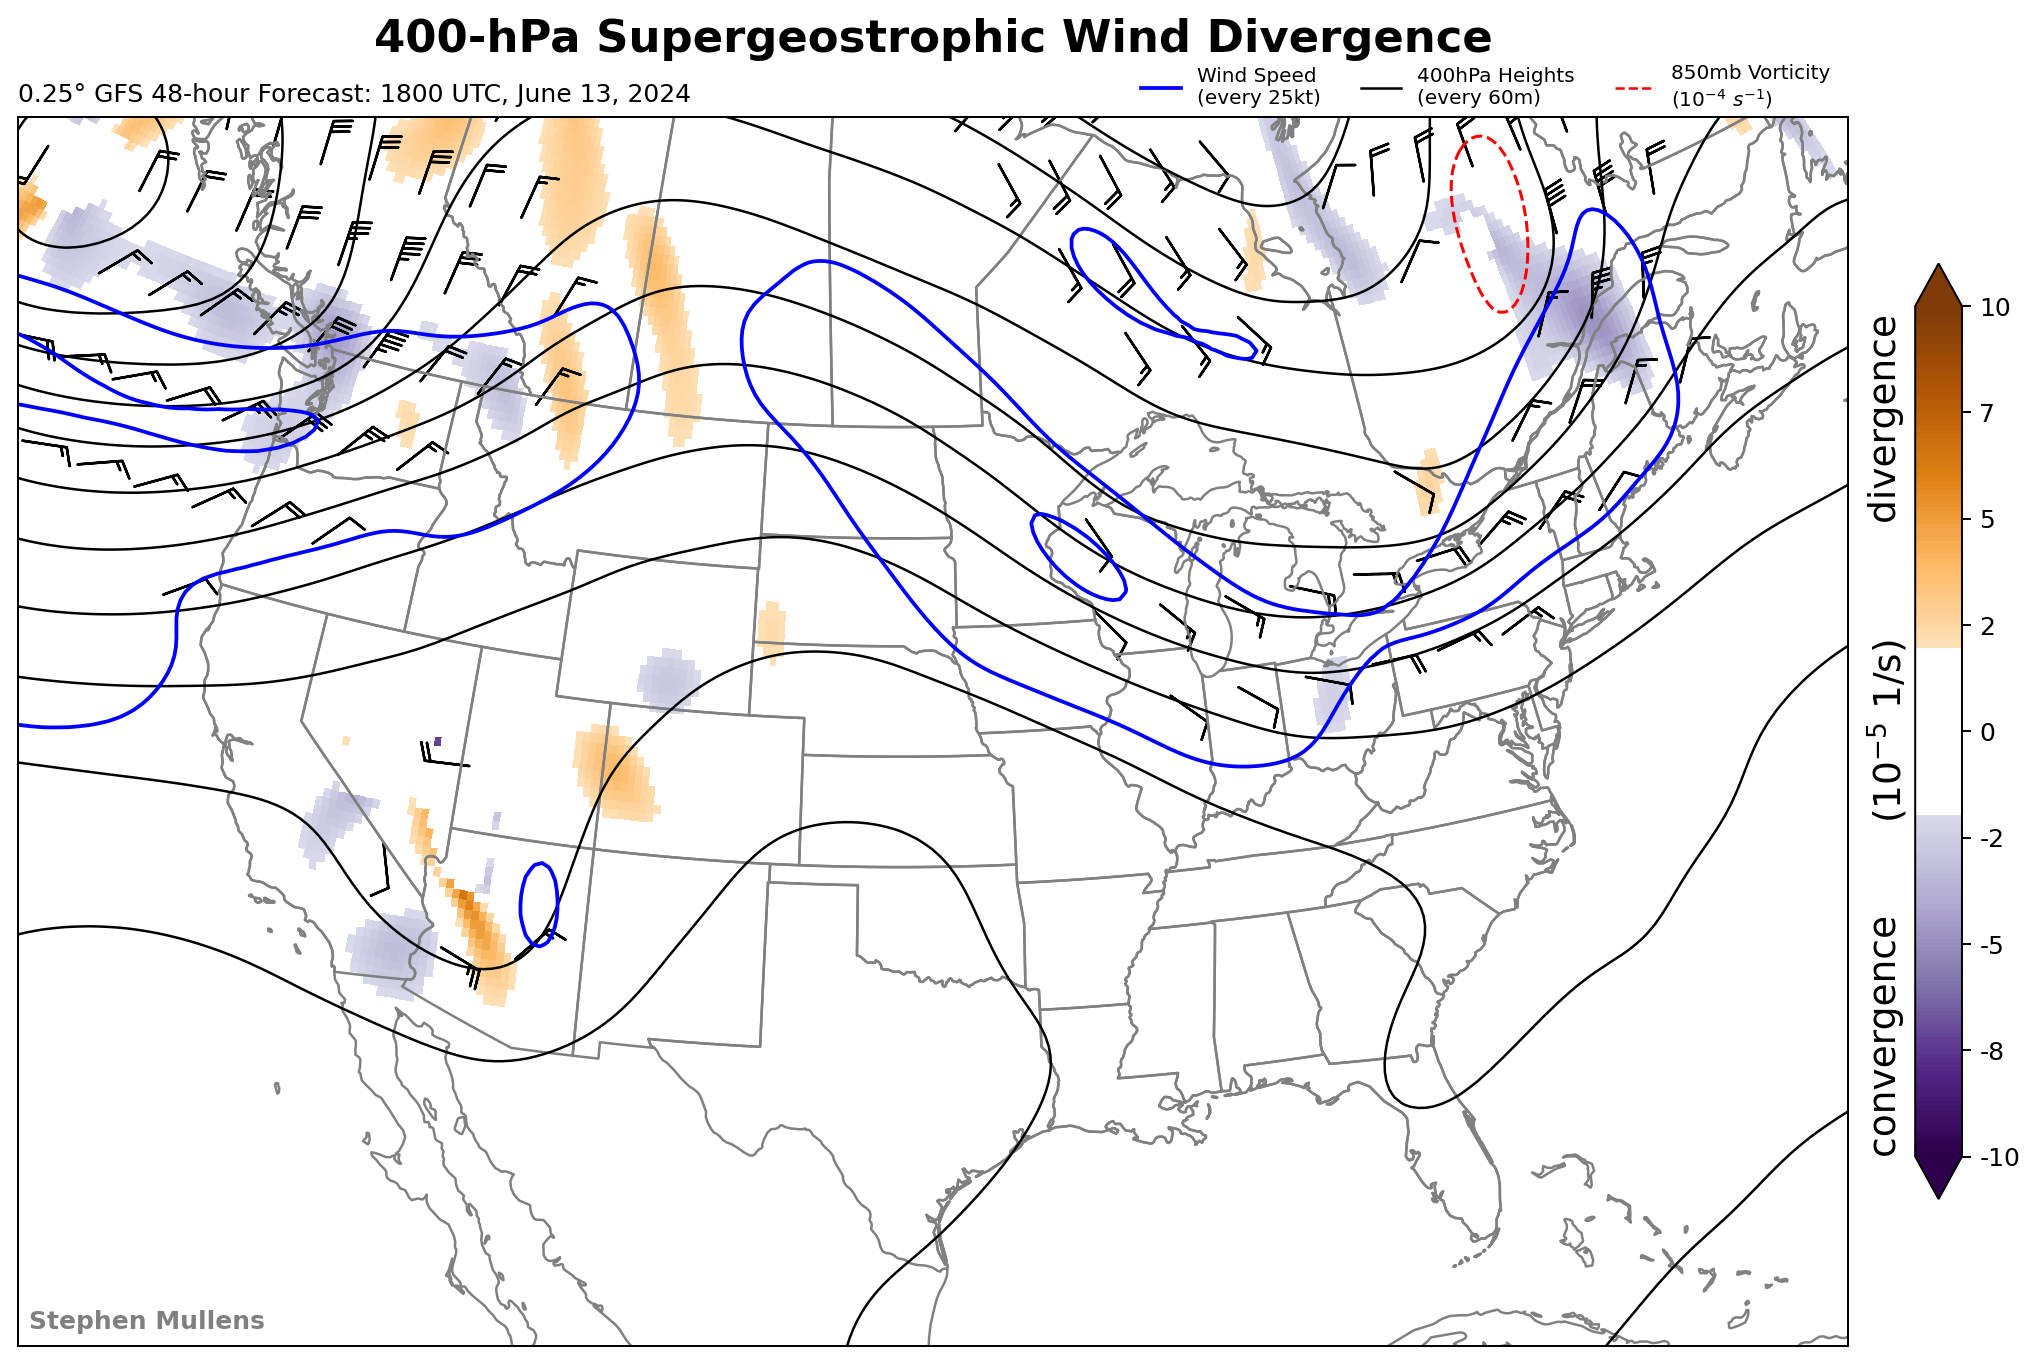 400-hPa Supergeostrophic Wind Divergence
0.25° GFS 48-hour Forecast: 1800 UTC, June 13, 2024
Wind Speed
(every 25kt)
400hPa Heights
(every 60m)
850mb Vorticity
(10⁻⁴ s⁻¹)
10
7
5
2
0
-2
-5
-8
-10
convergence (10⁻⁵ 1/s) divergence
Stephen Mullens